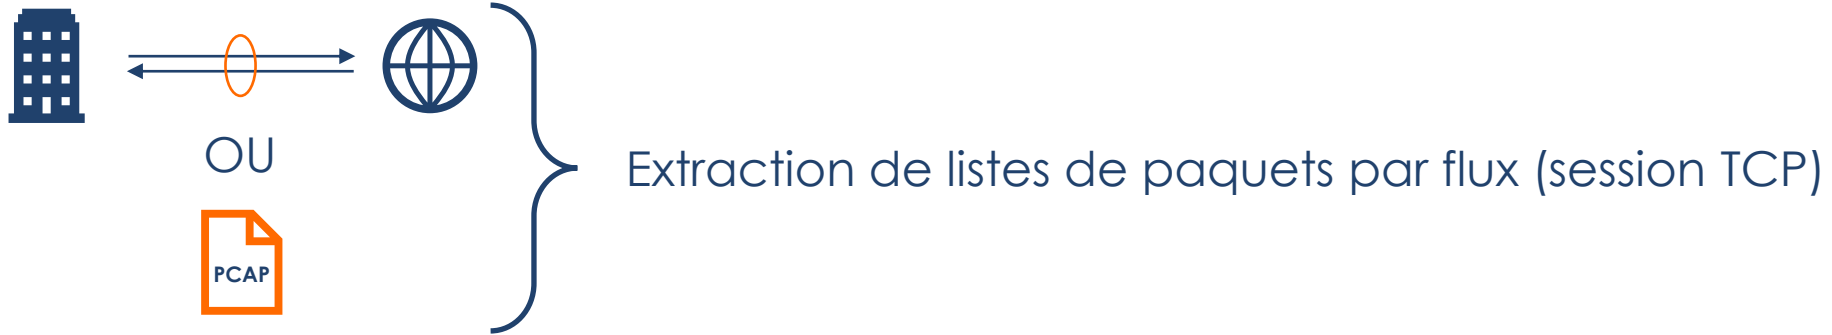 OU
PCAP
Extraction de listes de paquets par flux (session TCP)